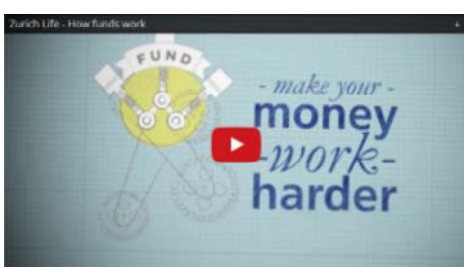 Zurich Life - How funds work
FUND
- make your -
money
-work-
harder